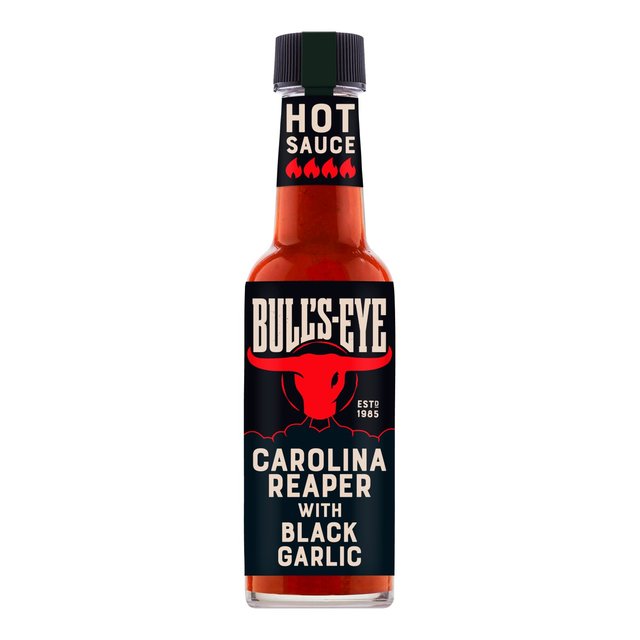 HOT
SAUCE
BULL'S-EYE
ESTD
1985
CAROLINA
REAPER
WITH
BLACK
GARLIC